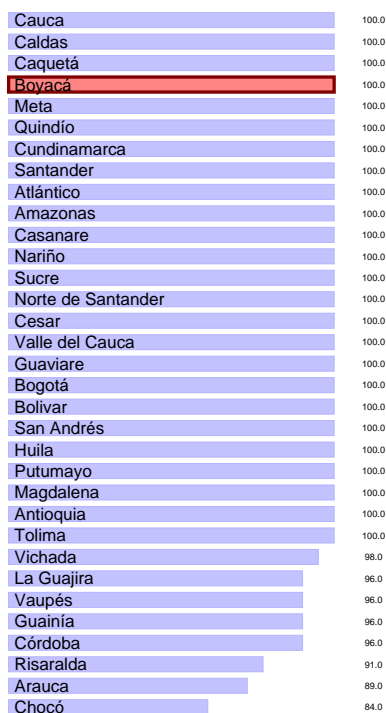 Cauca 100.0
Caldas 100.0
Caquetá 100.0
Boyacá 100.0
Meta 100.0
Quindío 100.0
Cundinamarca 100.0
Santander 100.0
Atlántico 100.0
Amazonas 100.0
Casanare 100.0
Nariño 100.0
Sucre 100.0
Norte de Santander 100.0
Cesar 100.0
Valle del Cauca 100.0
Guaviare 100.0
Bogotá 100.0
Bolivar 100.0
San Andrés 100.0
Huila 100.0
Putumayo 100.0
Magdalena 100.0
Antioquia 100.0
Tolima 100.0
Vichada 98.0
La Guajira 96.0
Vaupés 96.0
Guainía 96.0
Córdoba 96.0
Risaralda 91.0
Arauca 89.0
Chocó 84.0